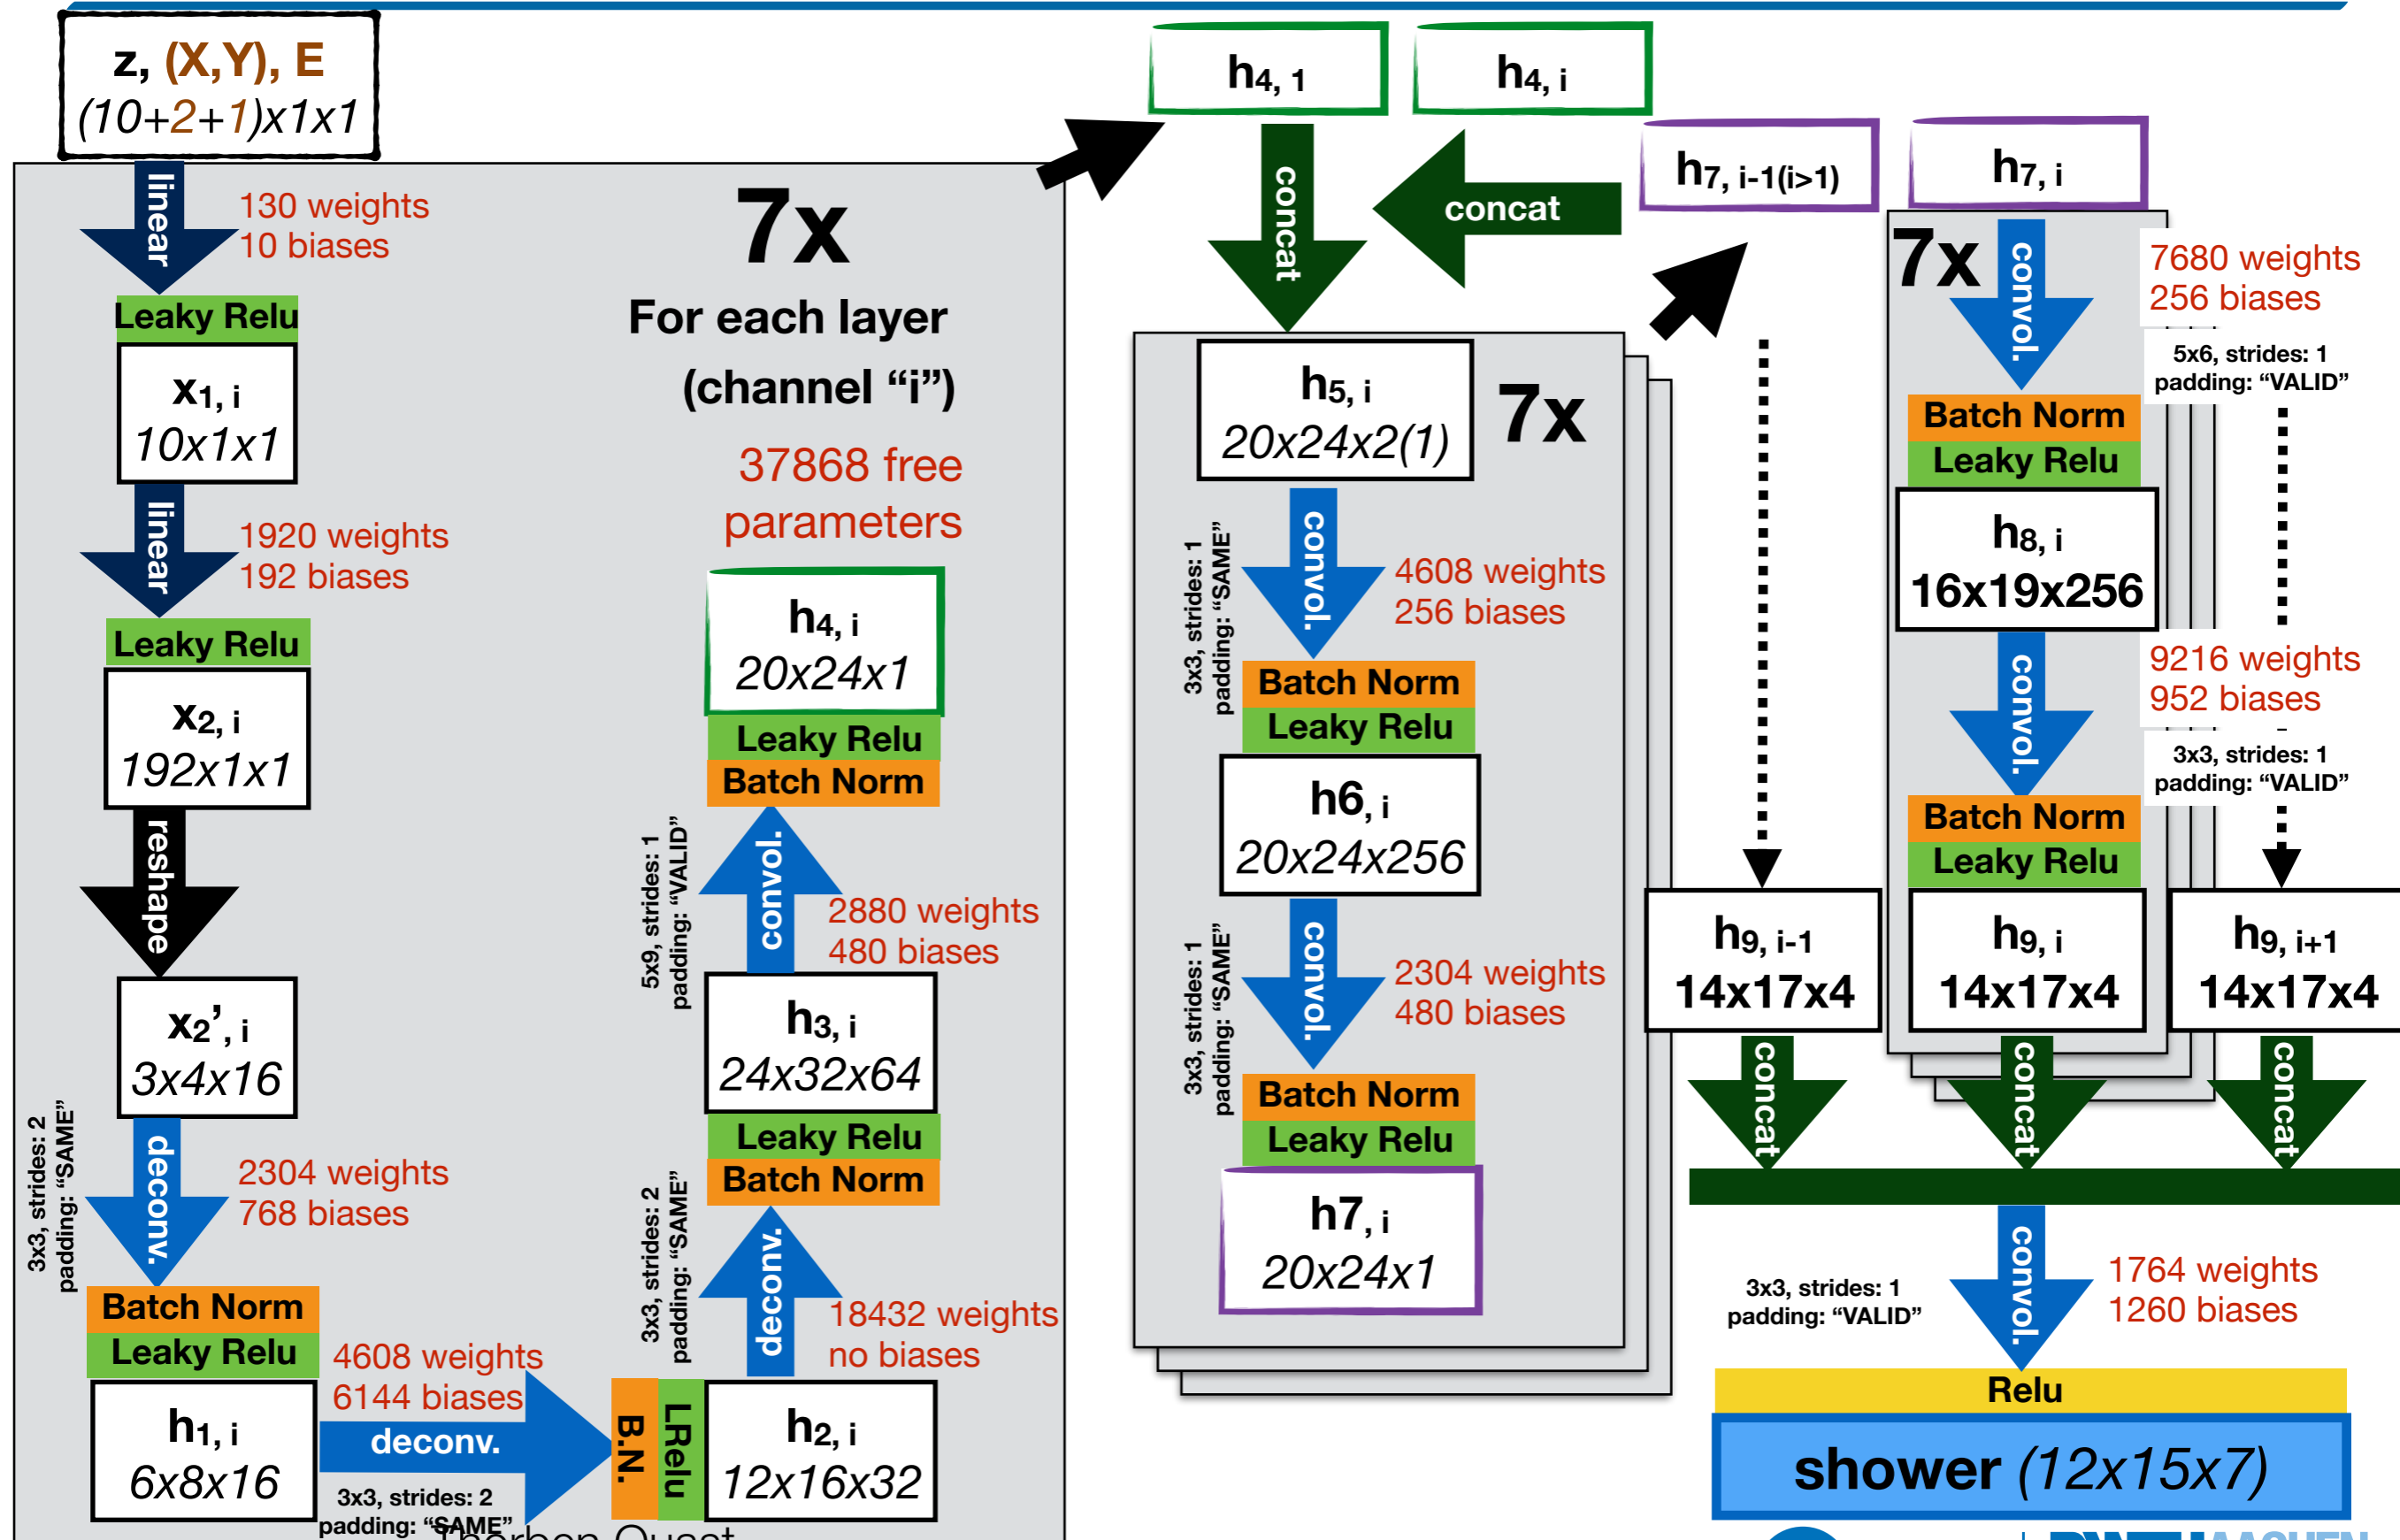 z, (X,Y), E
(10+2+1)x1x1
linear
130 weights
10 biases
Leaky Relu
x1, i
10x1x1
linear
1920 weights
192 biases
Leaky Relu
x2, i
192x1x1
reshape
x2', i
3x4x16
3x3, strides: 2
padding: “SAME”
deconv.
2304 weights
768 biases
Batch Norm
Leaky Relu
h1, i
6x8x16
4608 weights
6144 biases
deconv.
3x3, strides: 2
padding: “SAME”
B.N.
LRelu
h2, i
12x16x32
3x3, strides: 2
padding: “SAME”
deconv.
18432 weights
no biases
Batch Norm
Leaky Relu
h3, i
24x32x64
5x9, strides: 1
padding: “VALID”
convol.
2880 weights
480 biases
Batch Norm
Leaky Relu
h4, i
20x24x1
7x
For each layer
(channel “i”)
37868 free
parameters
Thorben Quast
h4, 1
h4, i
concat
concat
h7, i-1(i>1)
h5, i
20x24x2(1)
7x
3x3, strides: 1
padding: “SAME”
convol.
4608 weights
256 biases
Batch Norm
Leaky Relu
h6, i
20x24x256
3x3, strides: 1
padding: “SAME”
convol.
2304 weights
480 biases
Batch Norm
Leaky Relu
h7, i
20x24x1
h7, i
7x
convol.
7680 weights
256 biases
5x6, strides: 1
padding: “VALID”
Batch Norm
Leaky Relu
h8, i
16x19x256
convol.
9216 weights
952 biases
3x3, strides: 1
padding: “VALID”
Batch Norm
Leaky Relu
h9, i-1
14x17x4
h9, i
14x17x4
h9, i+1
14x17x4
concat
concat
concat
3x3, strides: 1
padding: “VALID”
convol.
1764 weights
1260 biases
Relu
shower (12x15x7)
RWTH AACHEN